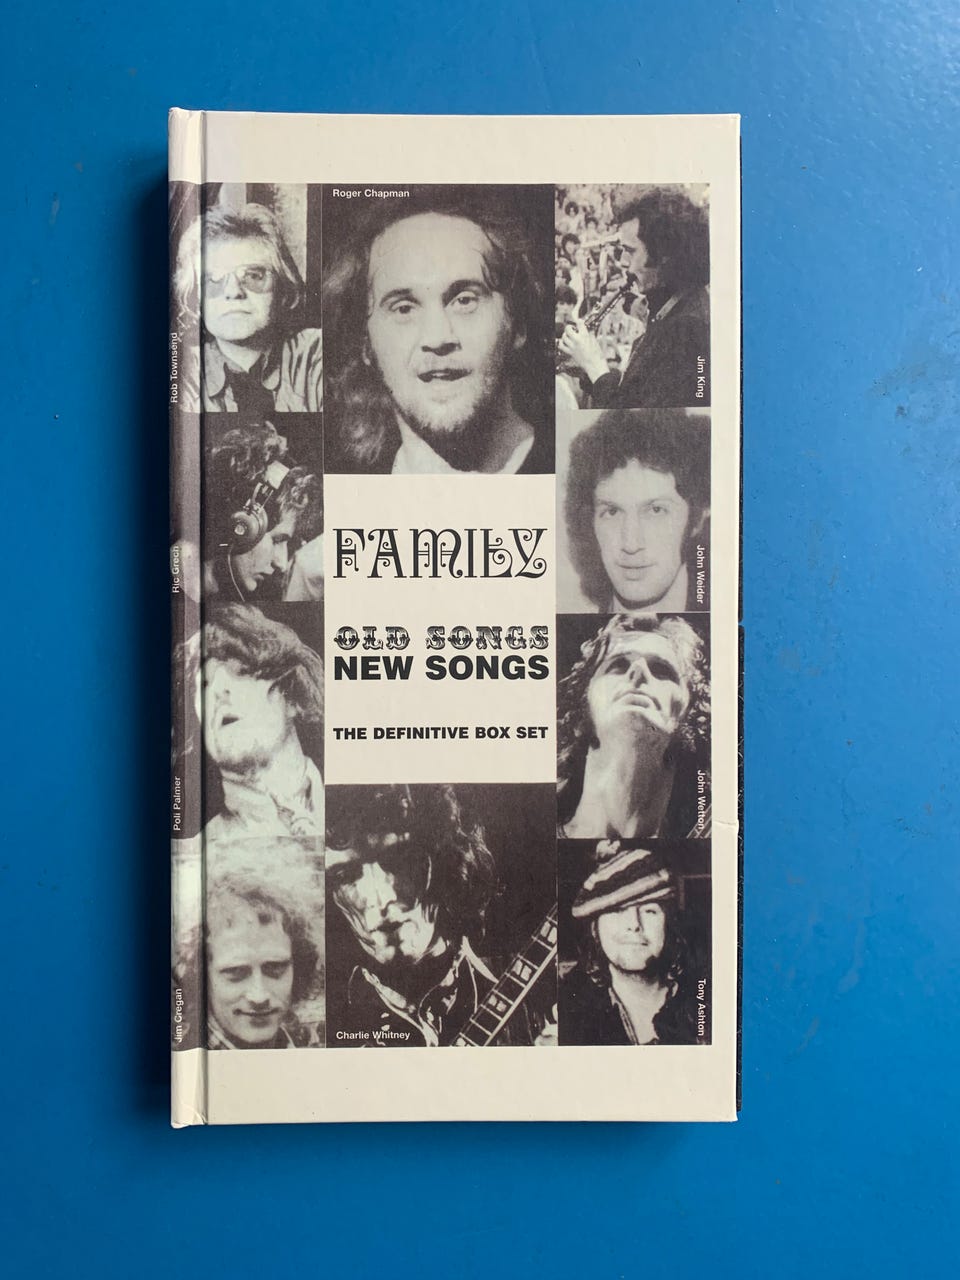 Roger Chapman
Rob Townsend
Jim King
FAMILY
Ric Grech
John Weider
OLD SONGS
NEW SONGS
THE DEFINITIVE BOX SET
Poli Palmer
John Wetton
Jim Cregan
Charlie Whitney
Tony Ashton